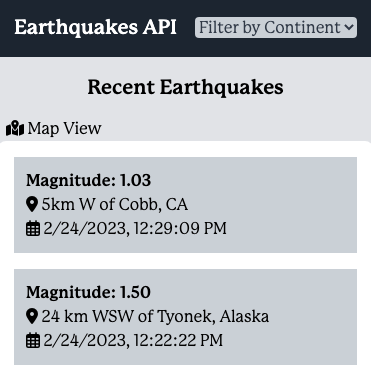 Earthquakes API
Filter by Continent
Recent Earthquakes
Map View
Magnitude: 1.03
5km W of Cobb, CA
2/24/2023, 12:29:09 PM
Magnitude: 1.50
24 km WSW of Tyonek, Alaska
2/24/2023, 12:22:22 PM